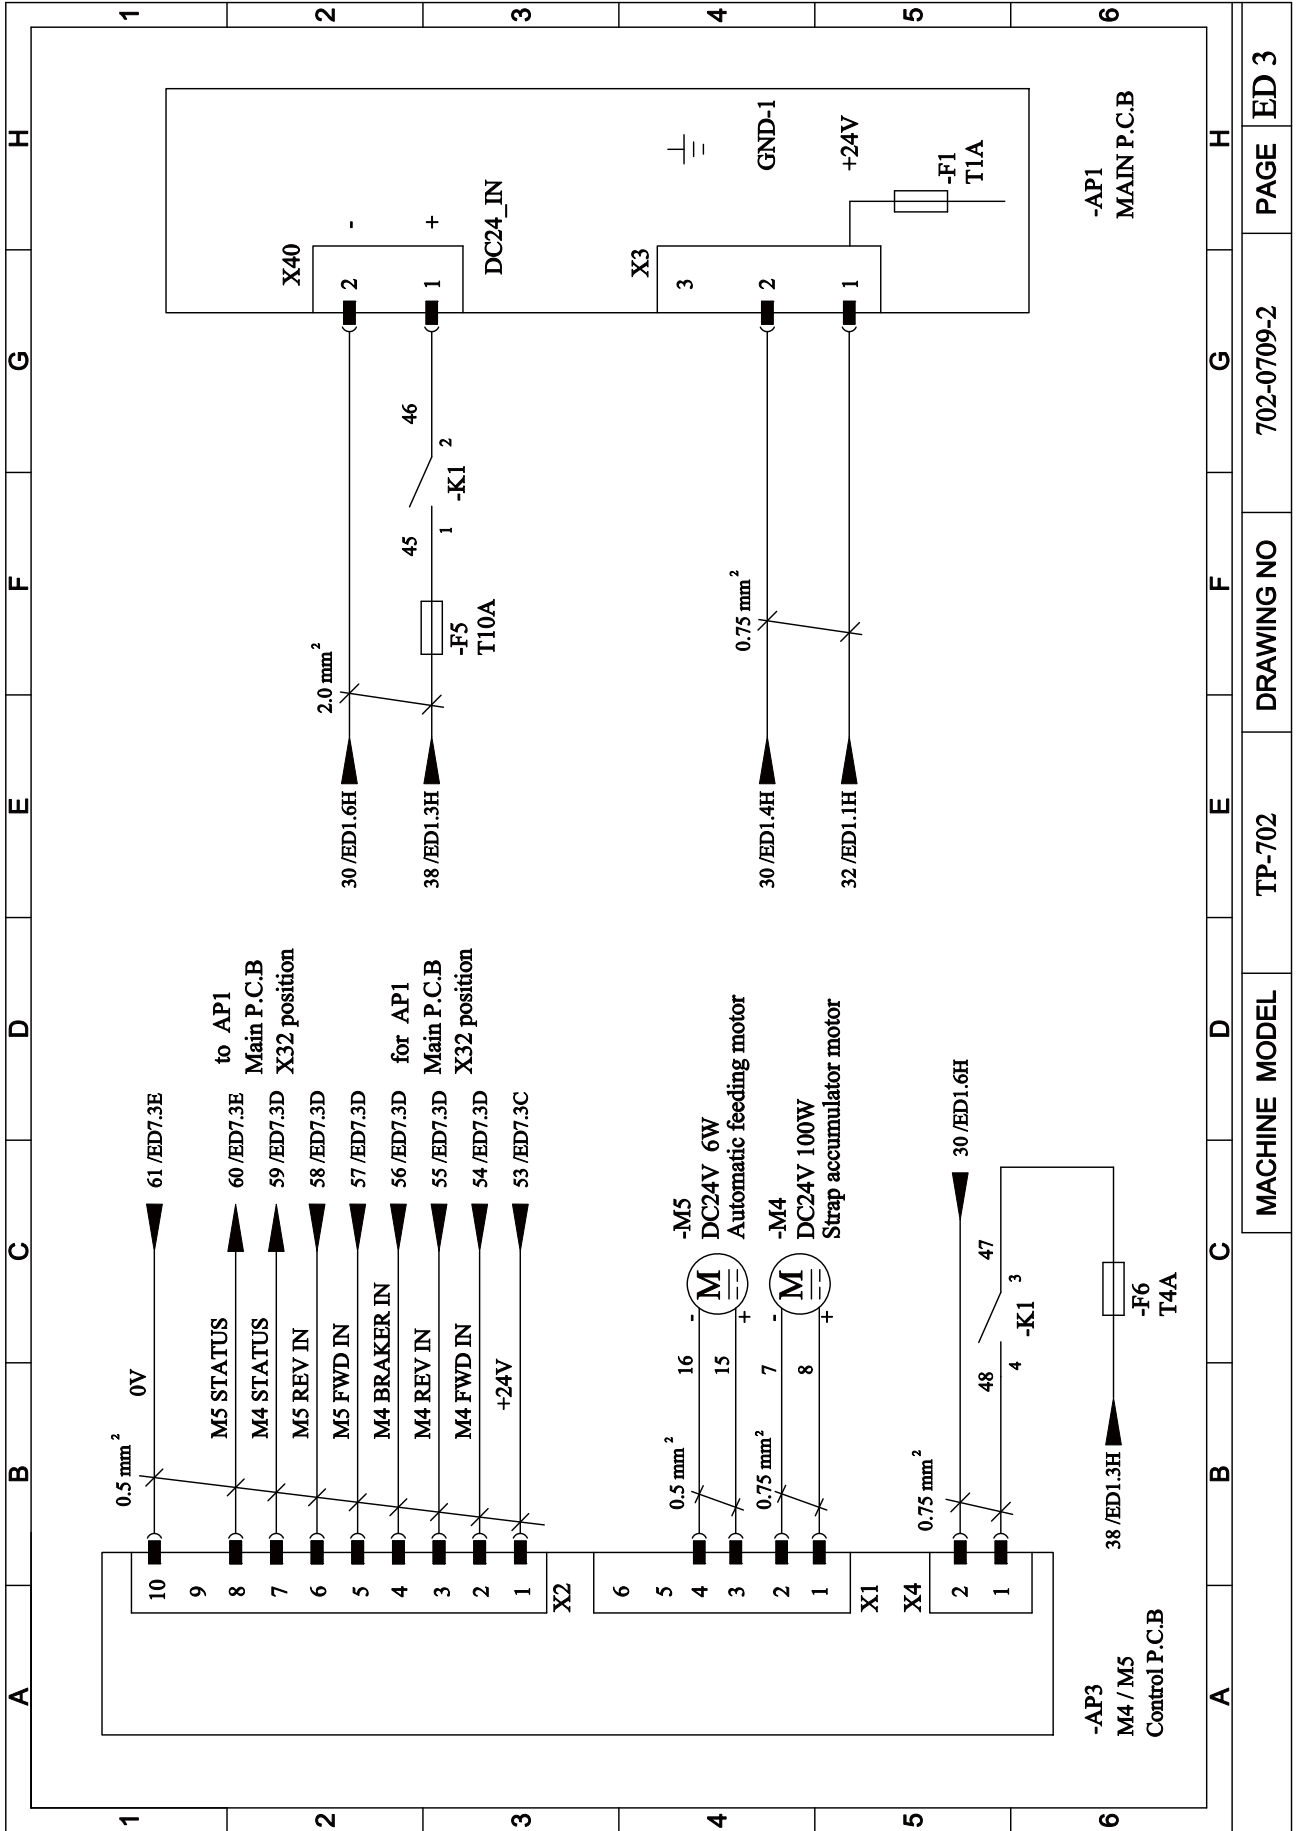 A B C D E F G H
1
2
3
4
5
6
0.5 mm²
0V
61 /ED7.3E
M5 STATUS
60 /ED7.3E
M4 STATUS
59 /ED7.3D
to AP1
Main P.C.B
X32 position
M5 REV IN
58 /ED7.3D
M5 FWD IN
57 /ED7.3D
M4 BRAKER IN
56 /ED7.3D
M4 REV IN
55 /ED7.3D
M4 FWD IN
54 /ED7.3D
+24V
53 /ED7.3C
for AP1
Main P.C.B
X32 position
10
9
8
7
6
5
4
3
2
1
X2
6
5
4
3
2
1
X1
0.5 mm²
16
15
-
+
M
-M5
DC24V 6W
Automatic feeding motor
0.75 mm²
7
8
-
+
M
-M4
DC24V 100W
Strap accumulator motor
X4
2
1
0.75 mm²
30 /ED1.6H
48
47
4
3
-K1
38 /ED1.3H
-F6
T4A
-AP3
M4 / M5
Control P.C.B
30 /ED1.6H
38 /ED1.3H
2.0 mm²
-F5
T10A
45
46
1
2
-K1
X40
2
1
-
+
DC24_IN
30 /ED1.4H
32 /ED1.1H
0.75 mm²
X3
3
2
1
GND-1
+24V
-F1
T1A
-AP1
MAIN P.C.B
1
2
3
4
5
6
A B C D E F G H
MACHINE MODEL TP-702 DRAWING NO 702-0709-2 PAGE ED 3